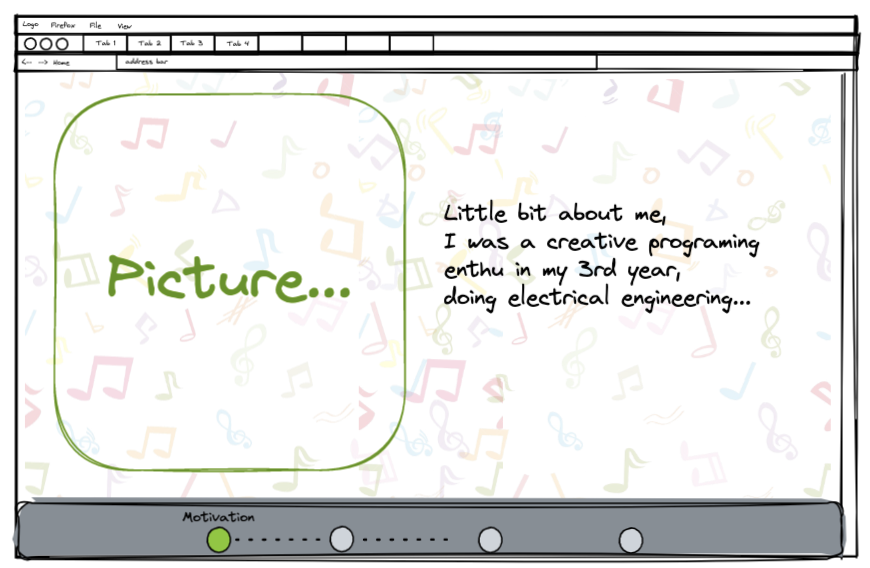 Logo Firefox File View
Tab 1 Tab 2 Tab 3 Tab 4
<-- --> Home address bar
Little bit about me,
I was a creative programing
enthu in my 3rd year,
doing electrical engineering...
Picture...
Motivation